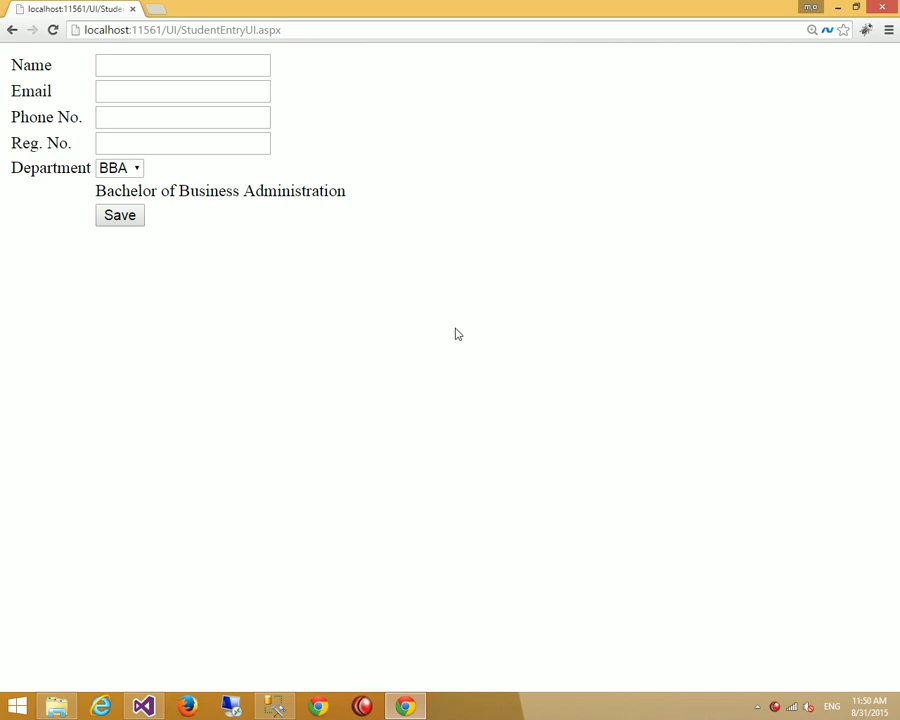 localhost:11561/UI/Stude
m,o
localhost:11561/UI/StudentEntryUI.aspx
Name
Email
Phone No.
Reg. No.
Department BBA
Bachelor of Business Administration
Save
ENG
11:50 AM
8/31/2015